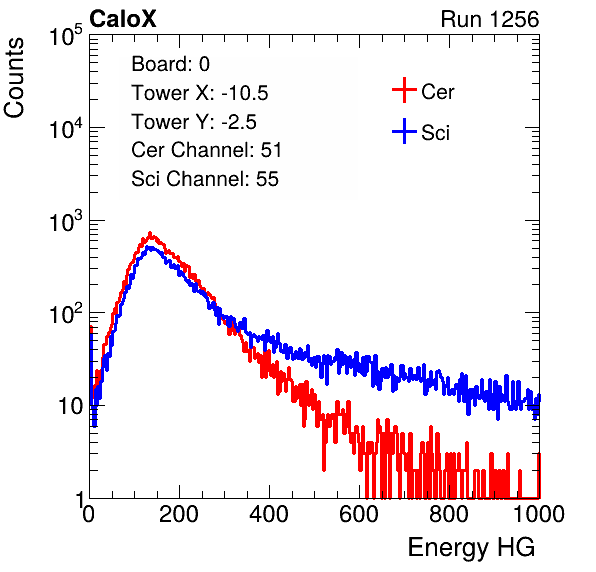 CaloX Run 1256
Counts
10^5
10^4
10^3
10^2
10
1
Board: 0
Tower X: -10.5
Tower Y: -2.5
Cer Channel: 51
Sci Channel: 55
Cer
Sci
0 200 400 600 800 1000
Energy HG